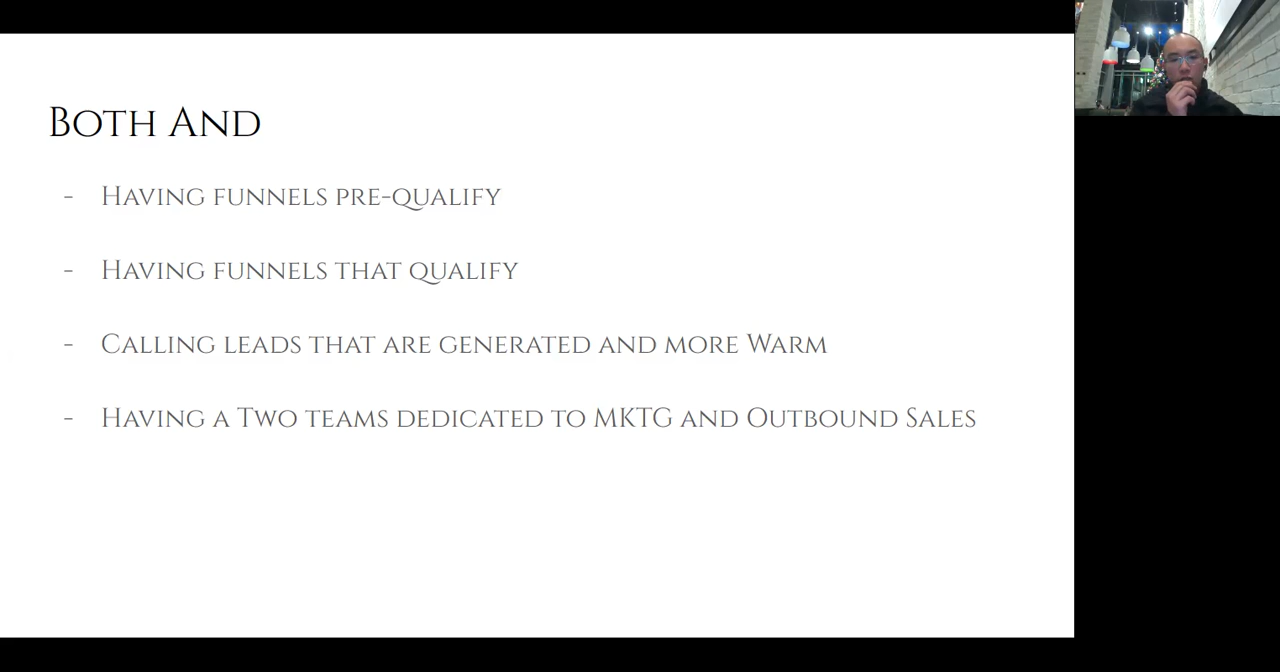 Both And
- Having funnels pre-qualify
- Having funnels that qualify
- Calling leads that are generated and more Warm
- Having a Two teams dedicated to MKTG and Outbound Sales